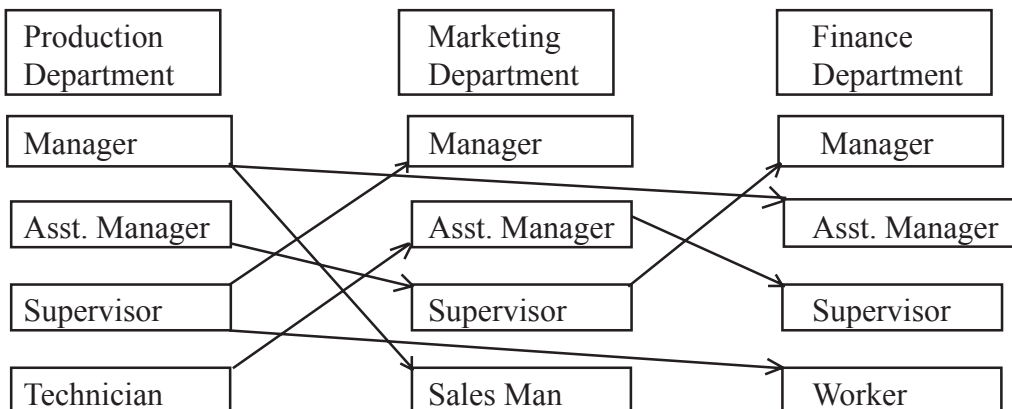 Production
Department
Marketing
Department
Finance
Department
Manager
Manager
Manager
Asst. Manager
Asst. Manager
Asst. Manager
Supervisor
Supervisor
Supervisor
Technician
Sales Man
Worker